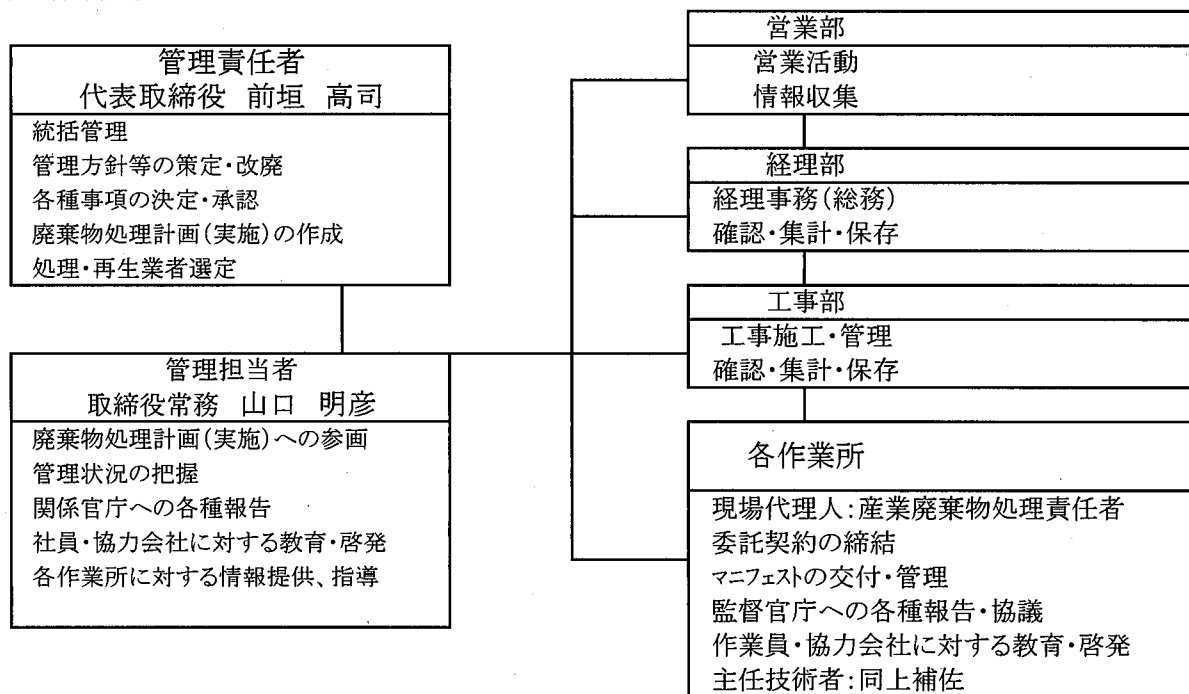 管理責任者
代表取締役 前垣 高司
統括管理
管理方針等の策定・改廃
各種事項の決定・承認
廃棄物処理計画(実施)の作成
処理・再生業者選定
管理担当者
取締役常務 山口 明彦
廃棄物処理計画(実施)への参画
管理状況の把握
関係官庁への各種報告
社員・協力会社に対する教育・啓発
各作業所に対する情報提供、指導
営業部
営業活動
情報収集
経理部
経理事務(総務)
確認・集計・保存
工事部
工事施工・管理
確認・集計・保存
各作業所
現場代理人:産業廃棄物処理責任者
委託契約の締結
マニフェストの交付・管理
監督官庁への各種報告・協議
作業員・協力会社に対する教育・啓発
主任技術者:同上補佐